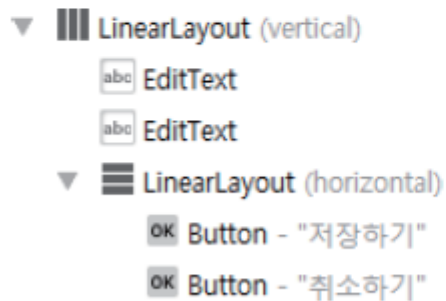 LinearLayout (vertical)
abc EditText
abc EditText
LinearLayout (horizontal)
OK Button - "저장하기"
OK Button - "취소하기"